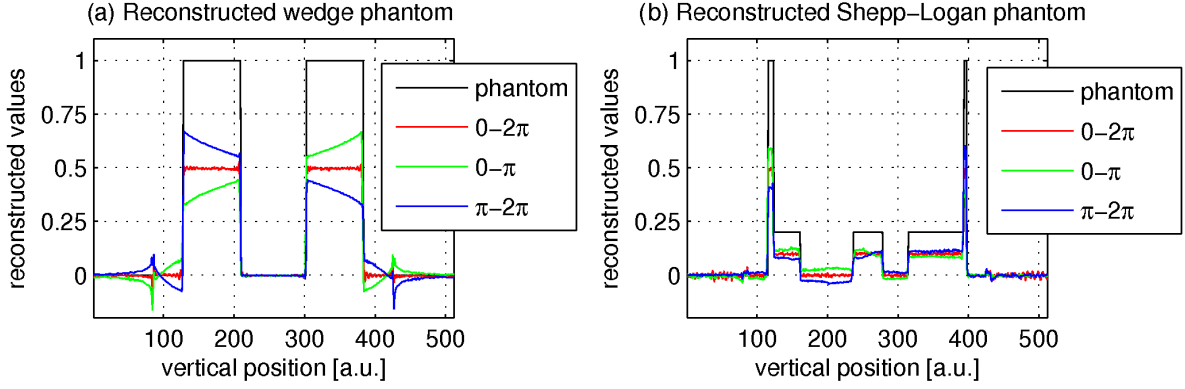 (a) Reconstructed wedge phantom
reconstructed values
1
0.75
0.5
0.25
0
100
200
300
400
500
vertical position [a.u.]
phantom
0−2π
0−π
π−2π
(b) Reconstructed Shepp−Logan phantom
reconstructed values
1
0.75
0.5
0.25
0
100
200
300
400
500
vertical position [a.u.]
phantom
0−2π
0−π
π−2π